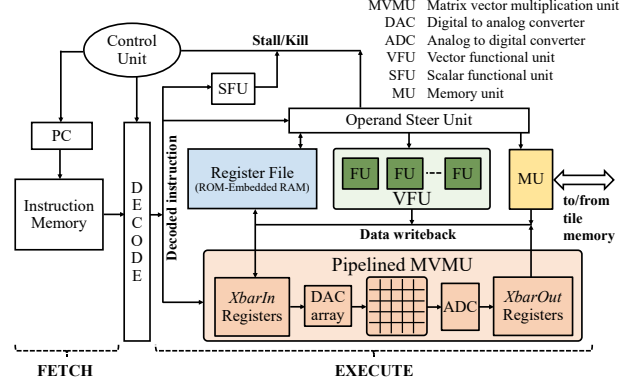 MVMU Matrix vector multiplication unit
DAC Digital to analog converter
ADC Analog to digital converter
VFU Vector functional unit
SFU Scalar functional unit
MU Memory unit
Control
Unit
Stall/Kill
SFU
PC
Operand Steer Unit
Instruction
Memory
DECODE
Decoded instruction
Register File
(ROM-Embedded RAM)
FU FU FU
VFU
MU
to/from
tile
memory
Data writeback
Pipelined MVMU
XbarIn
Registers
DAC
array
ADC
XbarOut
Registers
FETCH EXECUTE